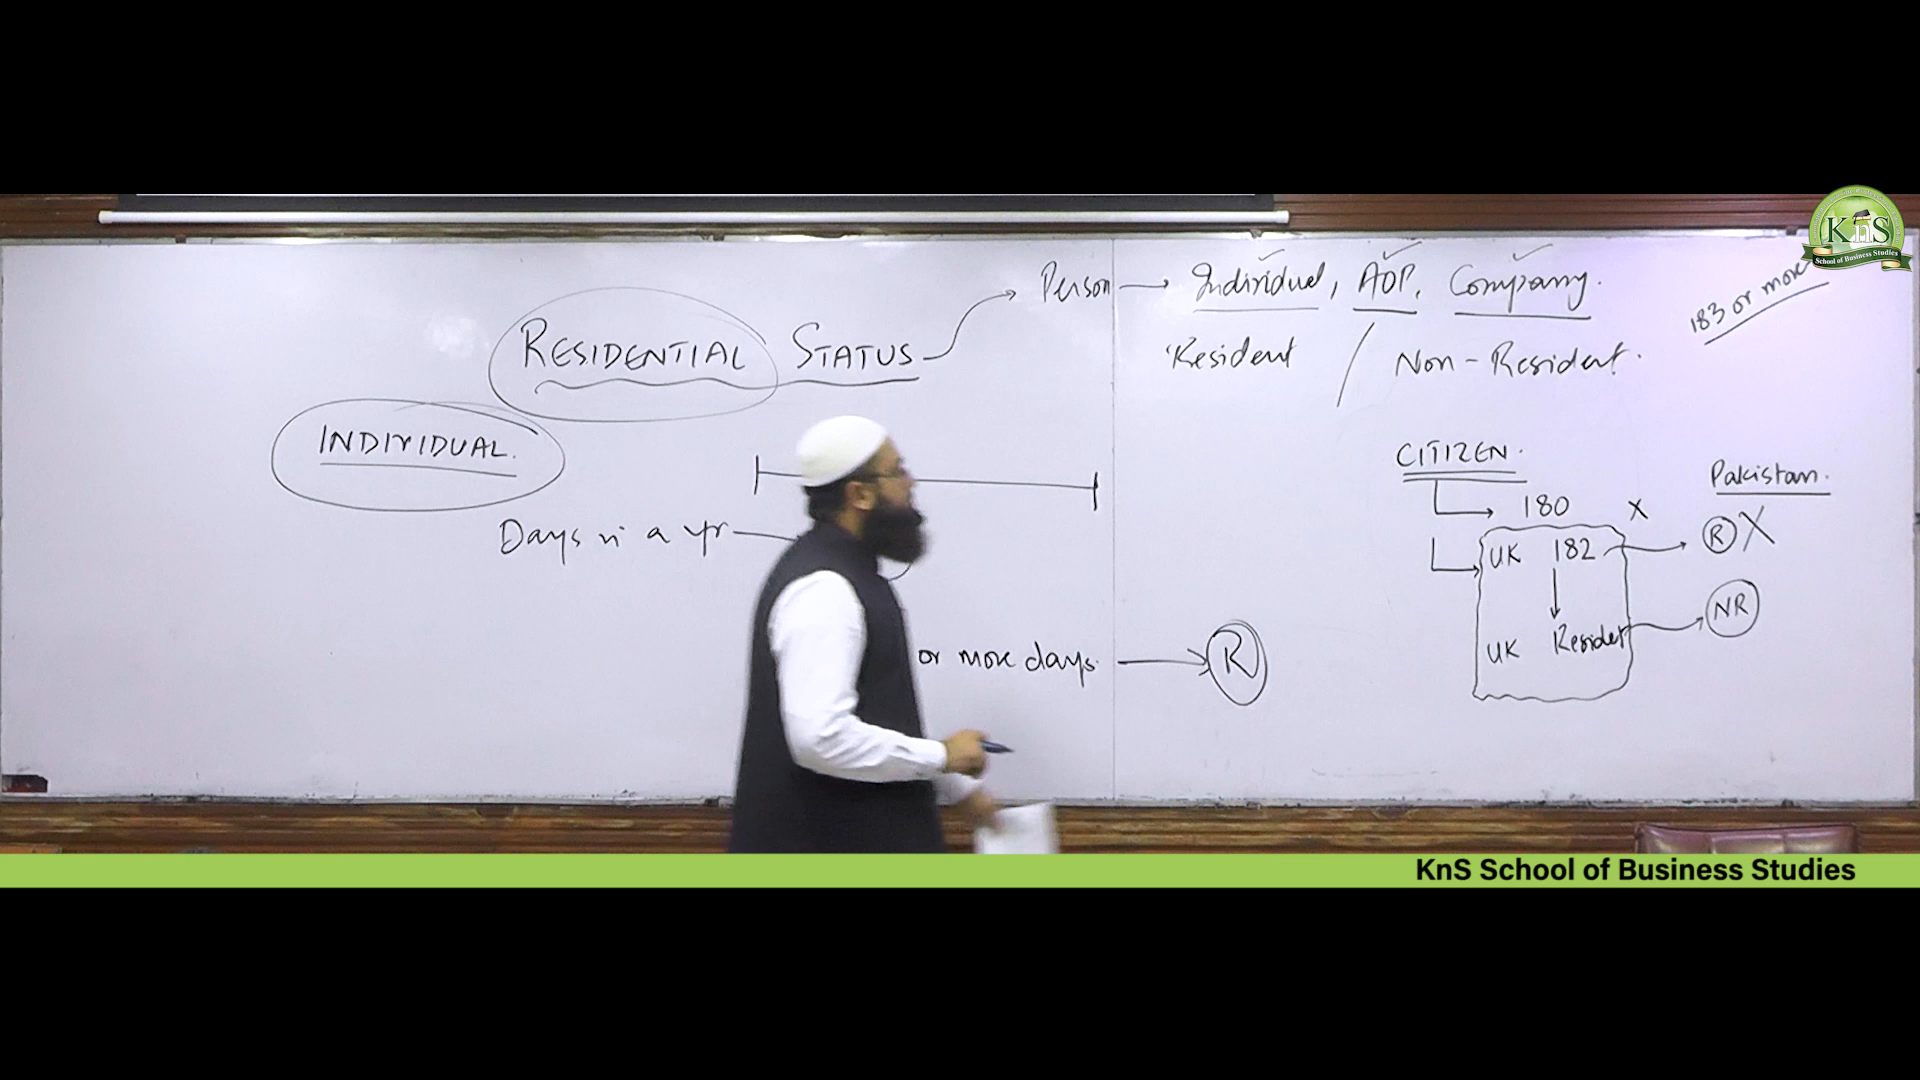 Person → Individual, AOP, Company.
183 or more
RESIDENTIAL STATUS
Resident / Non-Resident.
INDIVIDUAL.
CITIZEN.
Pakistan.
180 X
Days in a yr
UK 182 → R X
NR
UK Resident
or more days. → R
KnS
School of Business Studies
KnS School of Business Studies